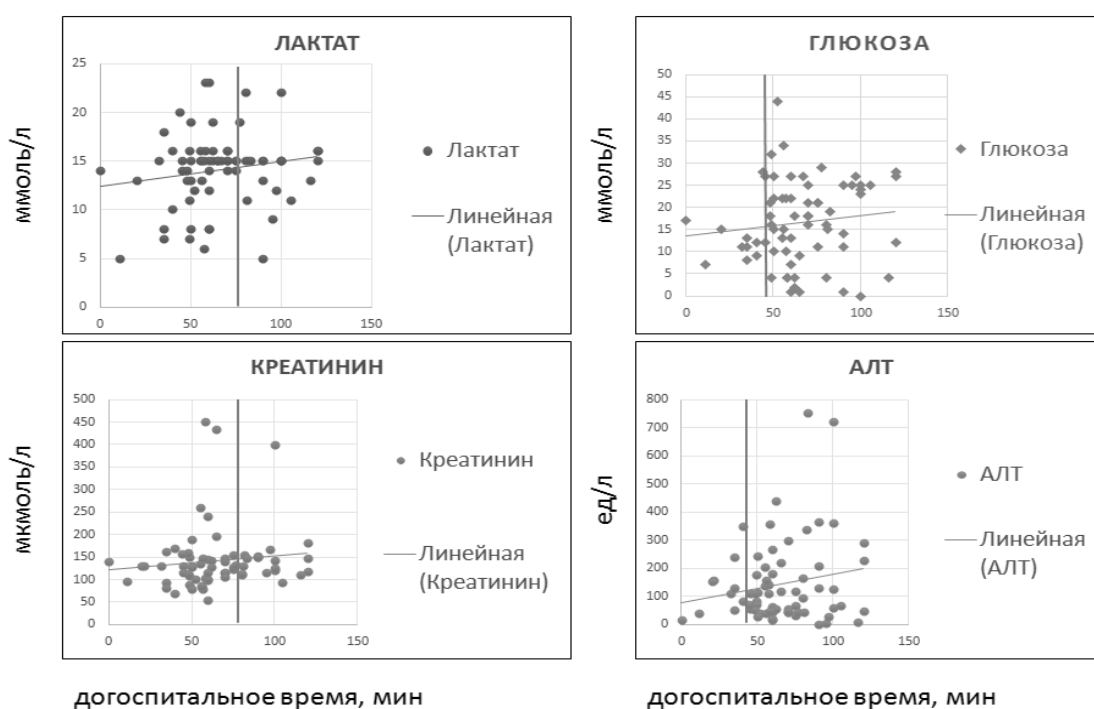 ЛАКТАТ
ммоль/л
25
20
15
10
5
0
0 50 100 150
Лактат
Линейная
(Лактат)
ГЛЮКОЗА
ммоль/л
50
45
40
35
30
25
20
15
10
5
0
0 50 100 150
Глюкоза
Линейная
(Глюкоза)
КРЕАТИНИН
мкмоль/л
500
450
400
350
300
250
200
150
100
50
0
0 50 100 150
Креатинин
Линейная
(Креатинин)
АЛТ
ед/л
800
700
600
500
400
300
200
100
0
0 50 100 150
АЛТ
Линейная
(АЛТ)
догоспитальное время, мин
догоспитальное время, мин